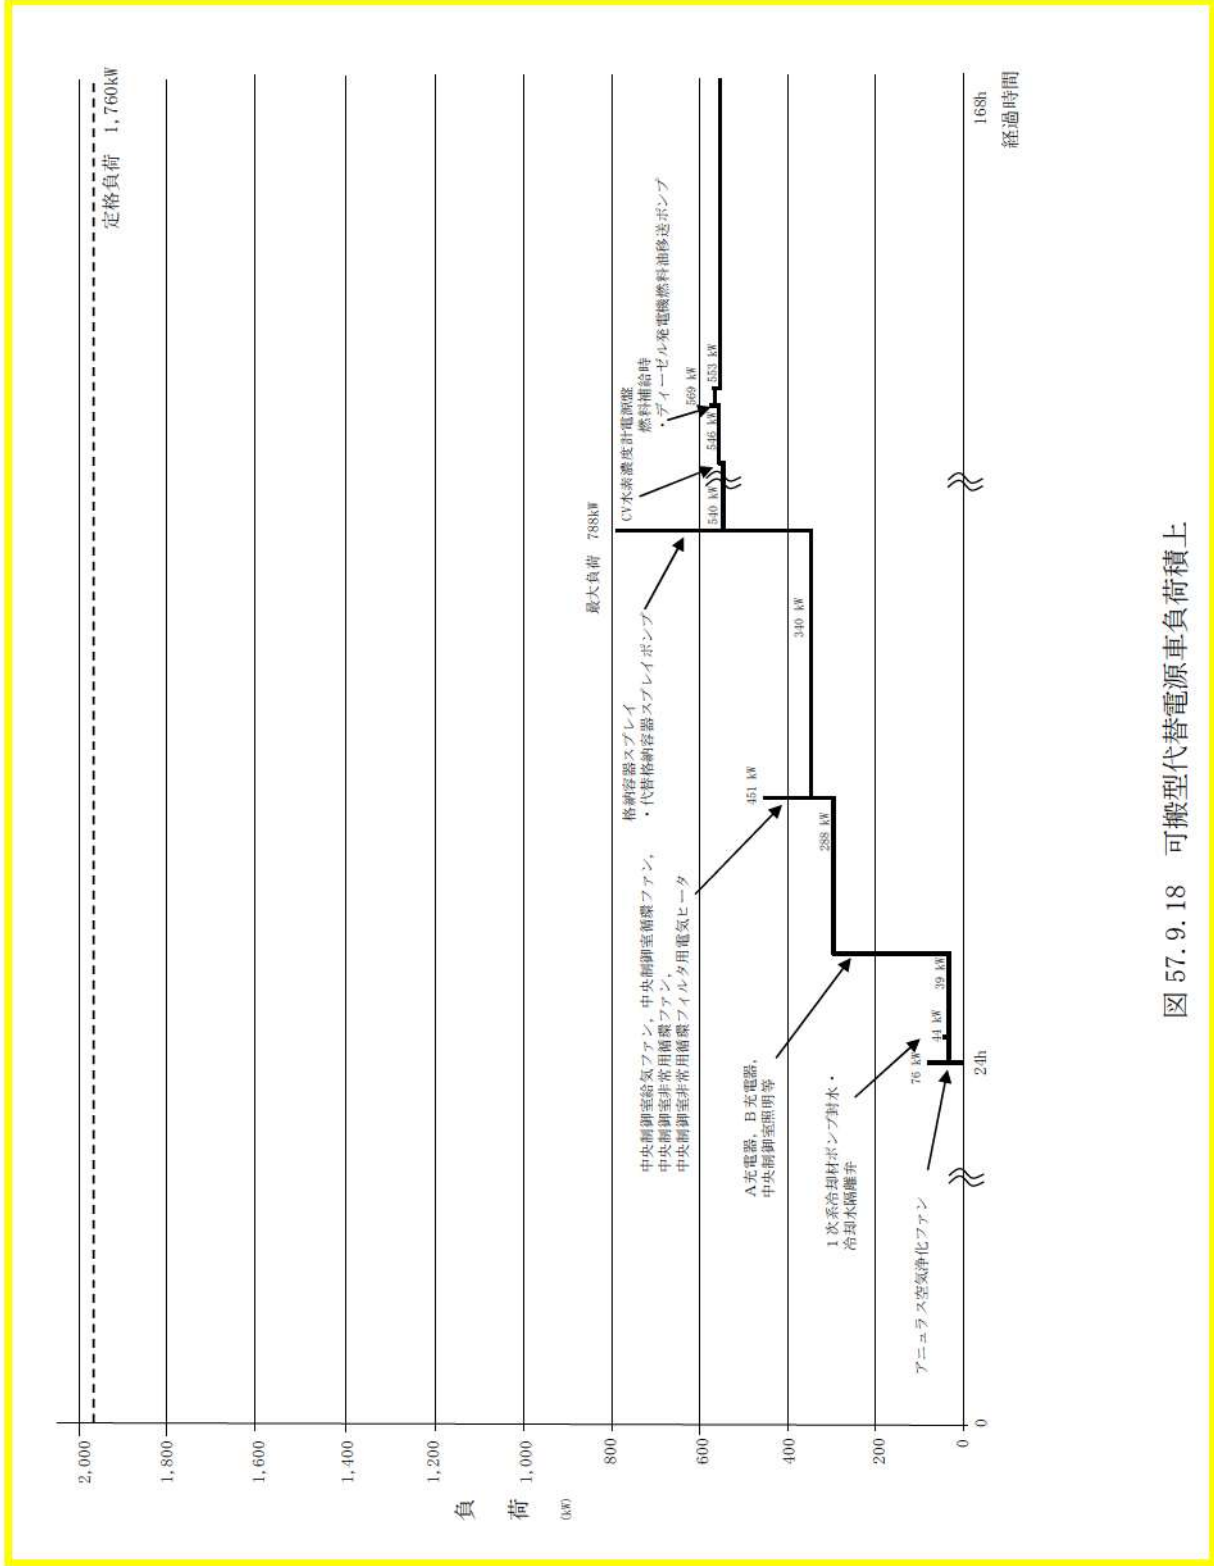 2,000
1,800
1,600
1,400
1,200
1,000
800
600
400
200
0
負
荷
(kW)
定格負荷 1,760kW
最大負荷 788kW
CV水素濃度計電源盤
燃料補給時
・ディーゼル発電機燃料油移送ポンプ
569 kW
553 kW
546 kW
540 kW
格納容器スプレイ
・代替格納容器スプレイポンプ
340 kW
451 kW
中央制御室給気ファン，中央制御室循環ファン，
中央制御室非常用循環ファン，
中央制御室非常用循環フィルタ用電気ヒータ
288 kW
A充電器，B充電器，
中央制御室照明等
39 kW
44 kW
1次系冷却材ポンプ封水・
冷却水隔離弁
76 kW
アニュラス空気浄化ファン
0
24h
168h
経過時間
図 57.9.18 可搬型代替電源車負荷積上